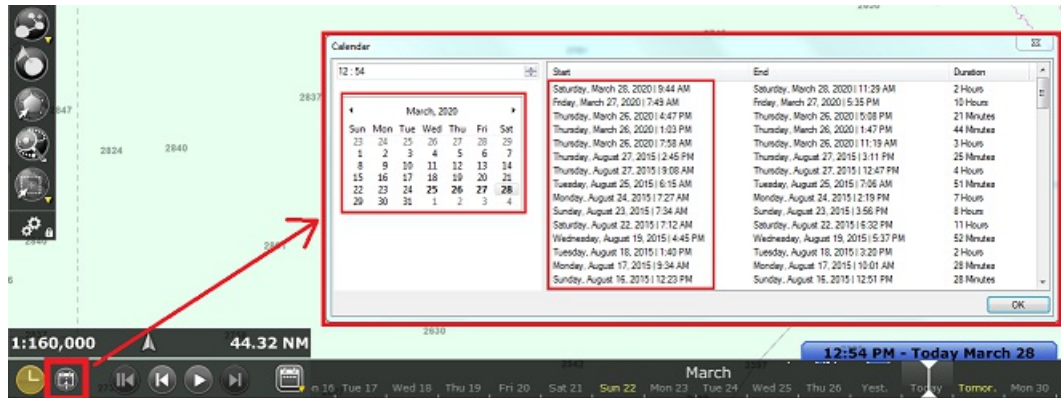 2847
2824
2840
2837
Calendar
12 : 54
March, 2020
Sun Mon Tue Wed Thu Fri Sat
23 24 25 26 27 28 29
1 2 3 4 5 6 7
8 9 10 11 12 13 14
15 16 17 18 19 20 21
22 23 24 25 26 27 28
29 30 31 1 2 3 4
Start End Duration
Saturday, March 28, 2020 | 9:44 AM Saturday, March 28, 2020 | 11:29 AM 2 Hours
Friday, March 27, 2020 | 7:49 AM Friday, March 27, 2020 | 5:35 PM 10 Hours
Thursday, March 26, 2020 | 4:47 PM Thursday, March 26, 2020 | 5:08 PM 21 Minutes
Thursday, March 26, 2020 | 1:03 PM Thursday, March 26, 2020 | 1:47 PM 44 Minutes
Thursday, March 26, 2020 | 7:58 AM Thursday, March 26, 2020 | 11:19 AM 3 Hours
Thursday, August 27, 2015 | 2:45 PM Thursday, August 27, 2015 | 3:11 PM 25 Minutes
Thursday, August 27, 2015 | 9:08 AM Thursday, August 27, 2015 | 12:47 PM 4 Hours
Tuesday, August 25, 2015 | 6:15 AM Tuesday, August 25, 2015 | 7:06 AM 51 Minutes
Monday, August 24, 2015 | 7:27 AM Monday, August 24, 2015 | 2:19 PM 7 Hours
Sunday, August 23, 2015 | 7:34 AM Sunday, August 23, 2015 | 3:56 PM 8 Hours
Saturday, August 22, 2015 | 7:12 AM Saturday, August 22, 2015 | 6:32 PM 11 Hours
Wednesday, August 19, 2015 | 4:45 PM Wednesday, August 19, 2015 | 5:37 PM 52 Minutes
Tuesday, August 18, 2015 | 1:40 PM Tuesday, August 18, 2015 | 3:20 PM 2 Hours
Monday, August 17, 2015 | 9:34 AM Monday, August 17, 2015 | 10:01 AM 28 Minutes
Sunday, August 16, 2015 | 12:23 PM Sunday, August 16, 2015 | 12:51 PM 28 Minutes
OK
2830
1:160,000 44.32 NM
12:54 PM - Today March 28
March
n 16 Tue 17 Wed 18 Thu 19 Fri 20 Sat 21 Sun 22 Mon 23 Tue 24 Wed 25 Thu 26 Yest. Today Tomor. Mon 30